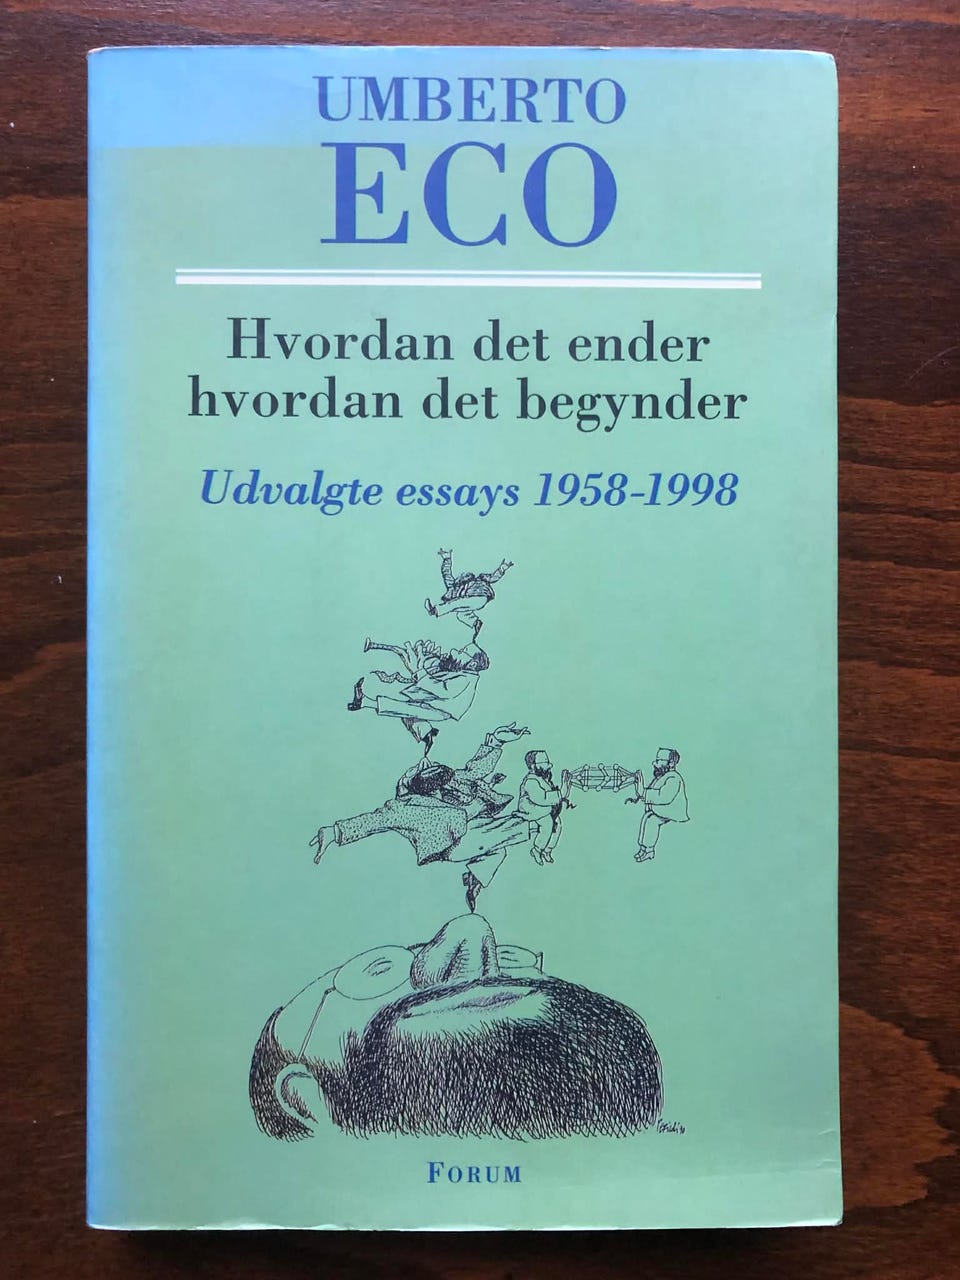 UMBERTO
ECO
Hvordan det ender
hvordan det begynder
Udvalgte essays 1958-1998
FORUM